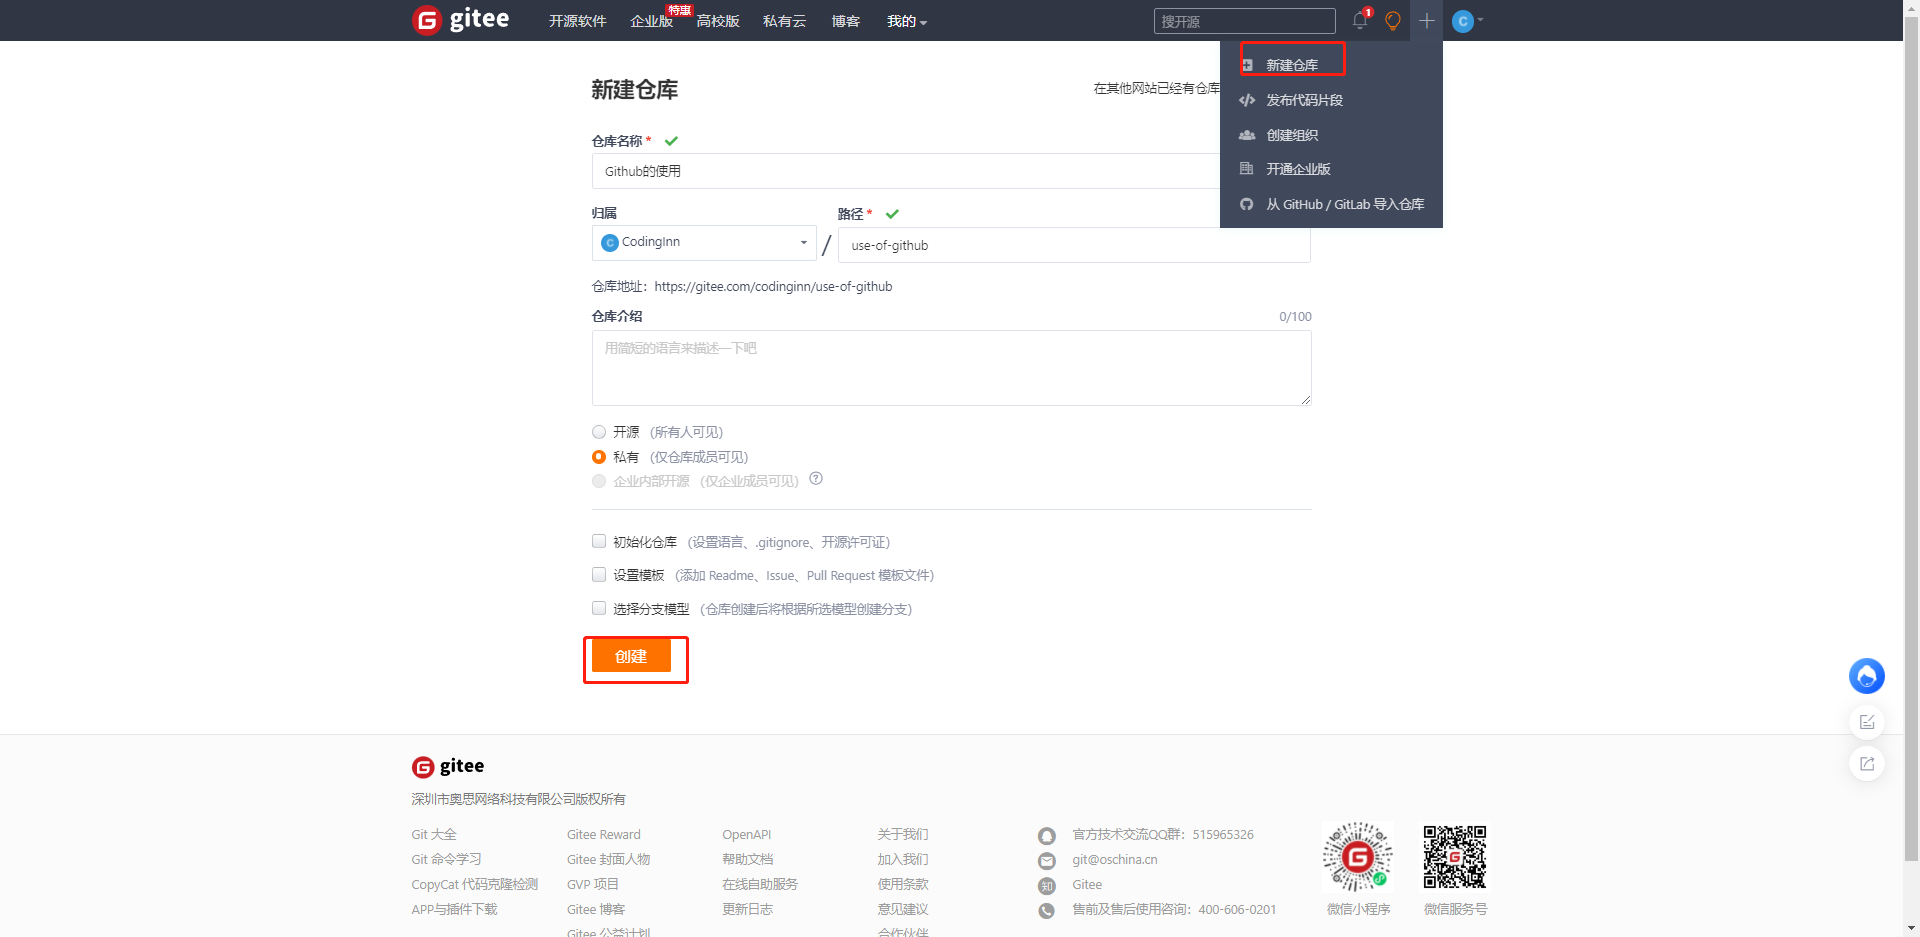 gitee 开源软件 企业版 特惠 高校版 私有云 博客 我的
搜开源
1
C
新建仓库
发布代码片段
创建组织
开通企业版
从 GitHub / GitLab 导入仓库
新建仓库
在其他网站已经有仓库
仓库名称 *
Github的使用
归属
路径 *
C CodingInn
/
use-of-github
仓库地址：https://gitee.com/codinginn/use-of-github
仓库介绍
0/100
用简短的语言来描述一下吧
开源 （所有人可见）
私有 （仅仓库成员可见）
企业内部开源 （仅企业成员可见） ?
初始化仓库 （设置语言、.gitignore、开源许可证）
设置模板 （添加 Readme、Issue、Pull Request 模板文件）
选择分支模型 （仓库创建后将根据所选模型创建分支）
创建
gitee
深圳市奥思网络科技有限公司版权所有
Git 大全
Git 命令学习
CopyCat 代码克隆检测
APP与插件下载
Gitee Reward
Gitee 封面人物
GVP 项目
Gitee 博客
Gitee 公益计划
OpenAPI
帮助文档
在线自助服务
更新日志
关于我们
加入我们
使用条款
意见建议
合作伙伴
官方技术交流QQ群：515965326
git@oschina.cn
知 Gitee
售前及售后使用咨询：400-606-0201
微信小程序
微信服务号